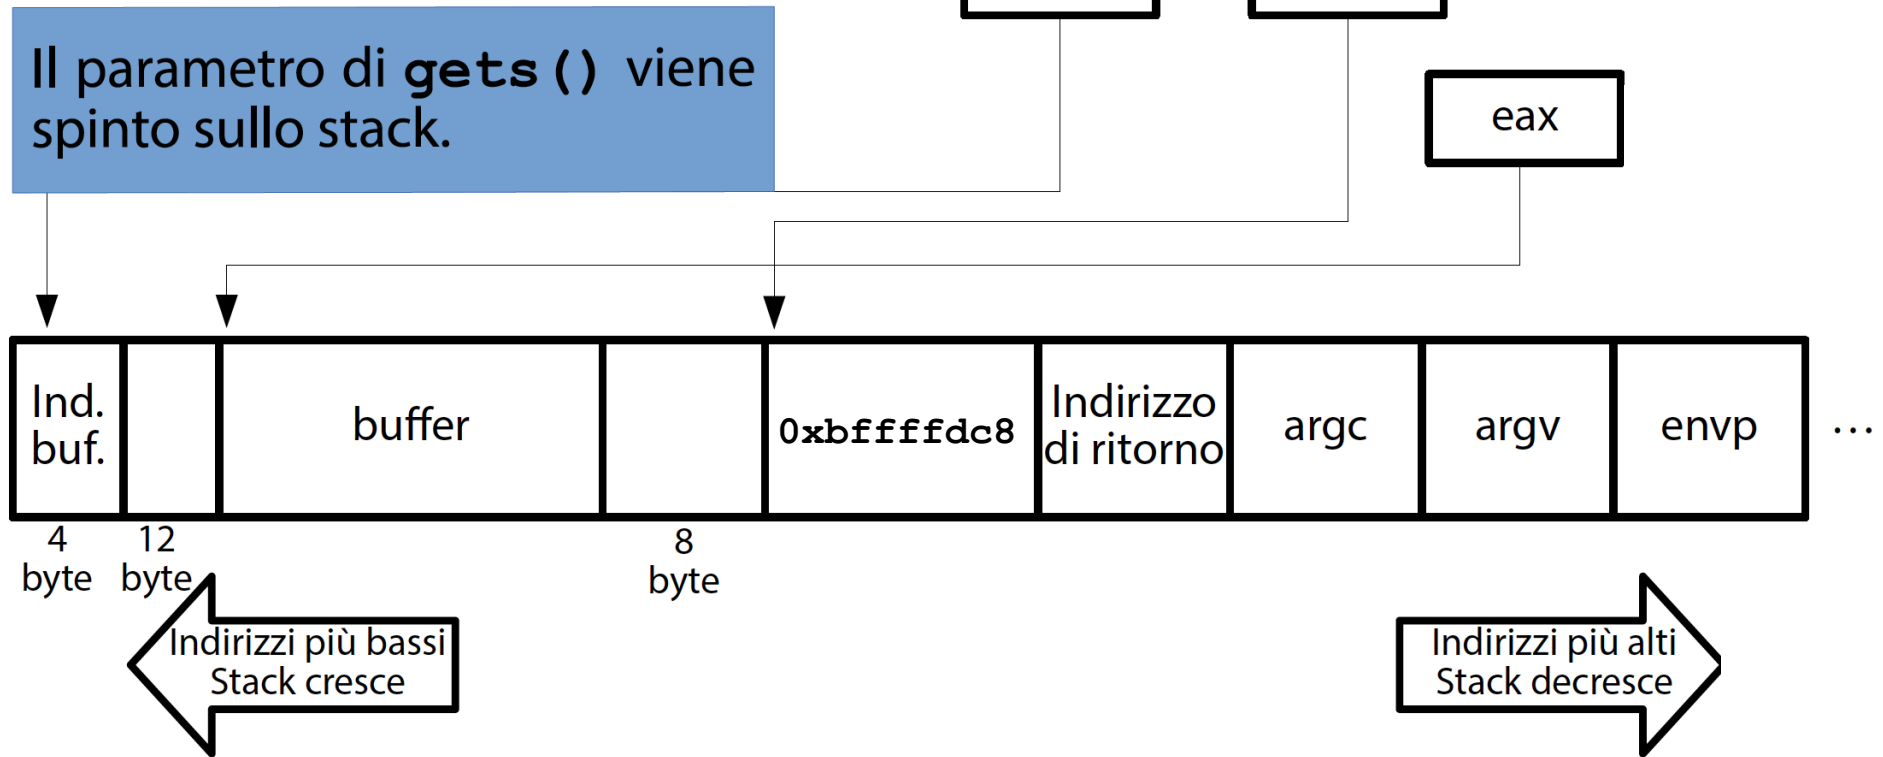 Il parametro di gets() viene
spinto sullo stack.
eax
Ind.
buf.
buffer
0xbffffdc8
Indirizzo
di ritorno
argc
argv
envp
...
4
byte
12
byte
8
byte
Indirizzi più bassi
Stack cresce
Indirizzi più alti
Stack decresce